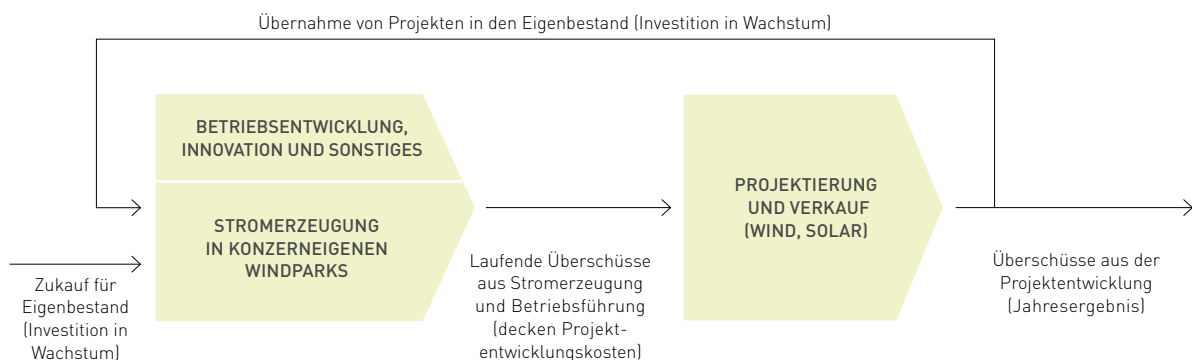 Übernahme von Projekten in den Eigenbestand (Investition in Wachstum)
BETRIEBSENTWICKLUNG,
INNOVATION UND SONSTIGES
STROMERZEUGUNG
IN KONZERNEIGENEN
WINDPARKS
PROJEKTIERUNG
UND VERKAUF
(WIND, SOLAR)
Zukauf für
Eigenbestand
(Investition in
Wachstum)
Laufende Überschüsse
aus Stromerzeugung
und Betriebsführung
(decken Projekt-
entwicklungskosten)
Überschüsse aus der
Projektentwicklung
(Jahresergebnis)